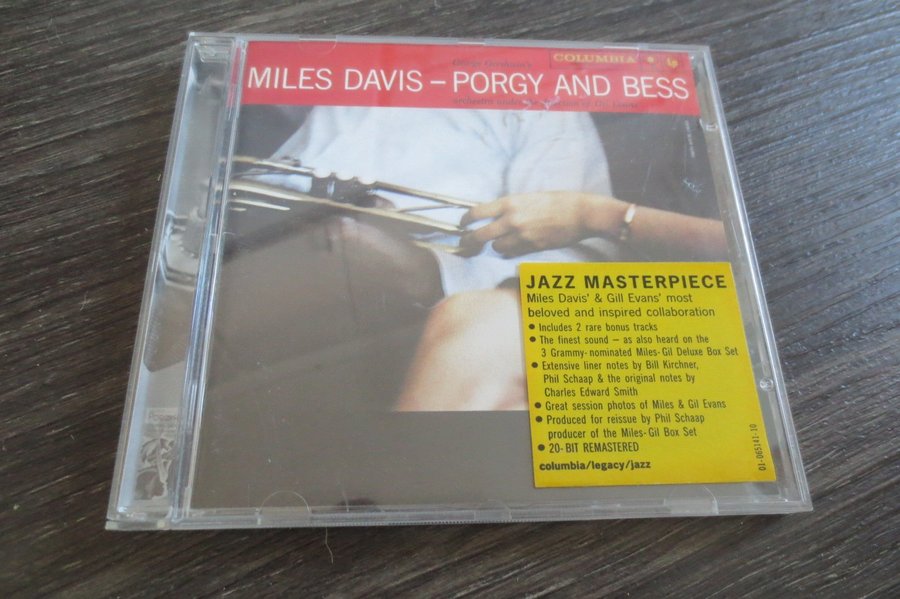 George Gershwin's
COLUMBIA
MILES DAVIS – PORGY AND BESS
orchestra under the direction of Gil Evans
JAZZ MASTERPIECE
Miles Davis' & Gill Evans' most
beloved and inspired collaboration
• Includes 2 rare bonus tracks
• The finest sound – as also heard on the
3 Grammy-nominated Miles-Gil Deluxe Box Set
• Extensive liner notes by Bill Kirchner,
Phil Schaap & the original notes by
Charles Edward Smith
• Great session photos of Miles & Gil Evans
• Produced for reissue by Phil Schaap
producer of the Miles-Gil Box Set
• 20-BIT REMASTERED
columbia/legacy/jazz
01-065141-10